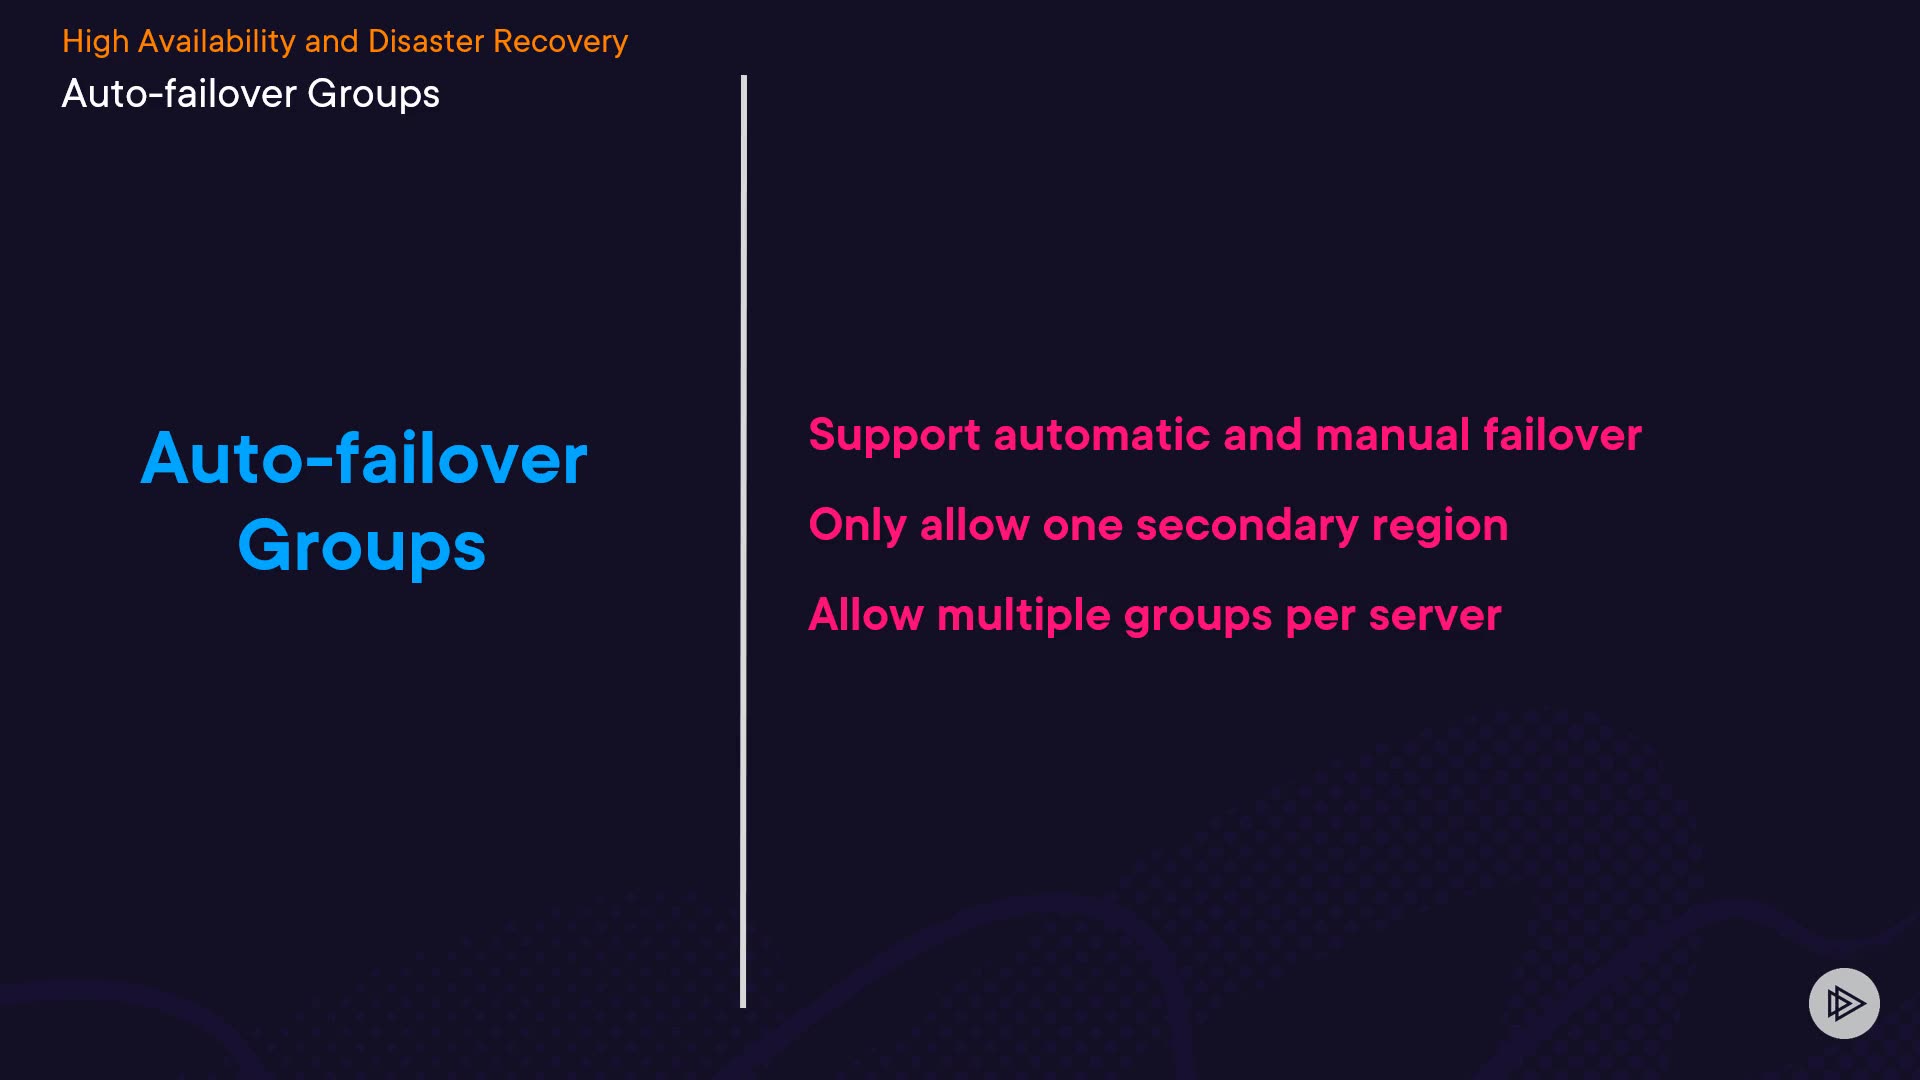 High Availability and Disaster Recovery
Auto-failover Groups
Auto-failover
Groups
Support automatic and manual failover
Only allow one secondary region
Allow multiple groups per server